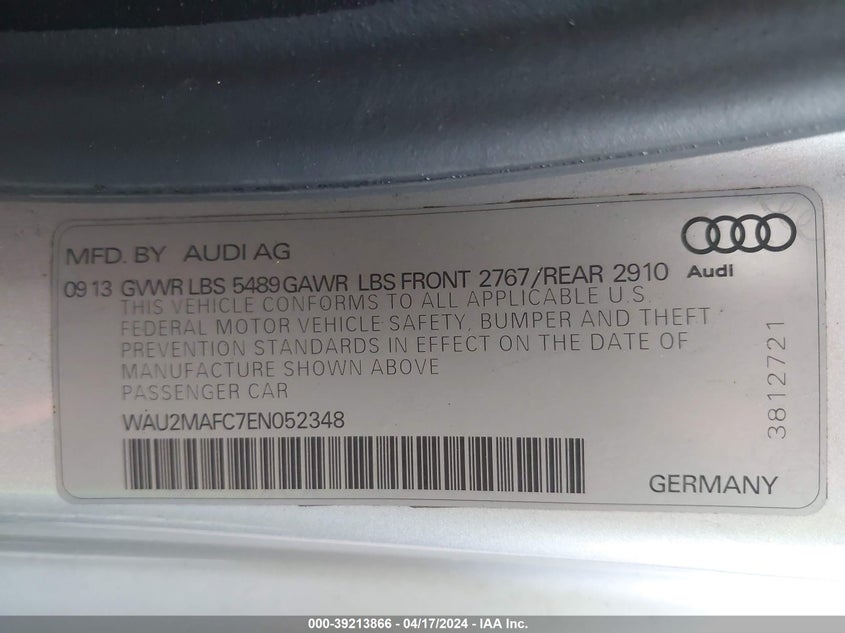 MFD. BY AUDI AG
09 13 GVWR LBS 5489 GAWR LBS FRONT 2767/REAR 2910
Audi
THIS VEHICLE CONFORMS TO ALL APPLICABLE U.S.
FEDERAL MOTOR VEHICLE SAFETY, BUMPER AND THEFT
PREVENTION STANDARDS IN EFFECT ON THE DATE OF
MANUFACTURE SHOWN ABOVE
PASSENGER CAR
WAU2MAFC7EN052348
3812721
GERMANY
000-39213866 - 04/17/2024 - IAAI Inc.